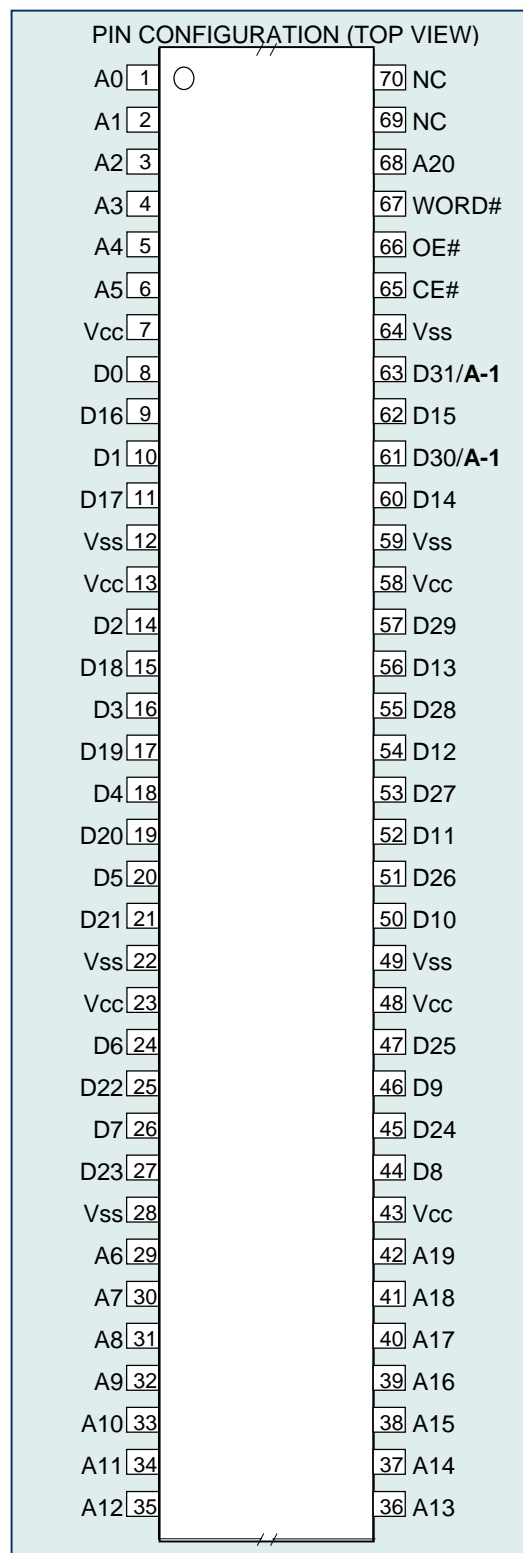 PIN CONFIGURATION (TOP VIEW)
A0 1 70 NC
A1 2 69 NC
A2 3 68 A20
A3 4 67 WORD#
A4 5 66 OE#
A5 6 65 CE#
Vcc 7 64 Vss
D0 8 63 D31/A-1
D16 9 62 D15
D1 10 61 D30/A-1
D17 11 60 D14
Vss 12 59 Vss
Vcc 13 58 Vcc
D2 14 57 D29
D18 15 56 D13
D3 16 55 D28
D19 17 54 D12
D4 18 53 D27
D20 19 52 D11
D5 20 51 D26
D21 21 50 D10
Vss 22 49 Vss
Vcc 23 48 Vcc
D6 24 47 D25
D22 25 46 D9
D7 26 45 D24
D23 27 44 D8
Vss 28 43 Vcc
A6 29 42 A19
A7 30 41 A18
A8 31 40 A17
A9 32 39 A16
A10 33 38 A15
A11 34 37 A14
A12 35 36 A13